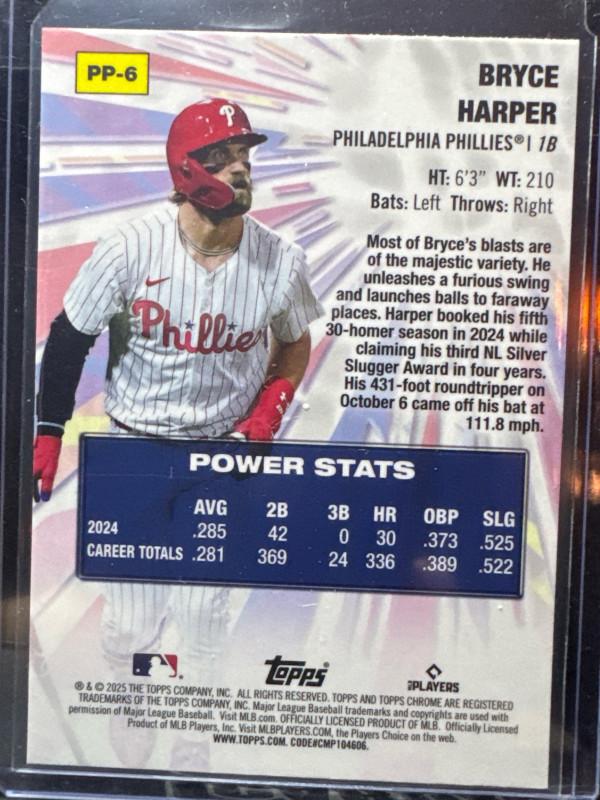 PP-6
BRYCE
HARPER
PHILADELPHIA PHILLIES® | 1B
HT: 6'3" WT: 210
Bats: Left Throws: Right
Most of Bryce's blasts are
of the majestic variety. He
unleashes a furious swing
and launches balls to faraway
places. Harper booked his fifth
30-homer season in 2024 while
claiming his third NL Silver
Slugger Award in four years.
His 431-foot roundtripper on
October 6 came off his bat at
111.8 mph.
P
Phillies
POWER STATS
AVG 2B 3B HR OBP SLG
2024 .285 42 0 30 .373 .525
CAREER TOTALS .281 369 24 336 .389 .522
topps
PLAYERS
® & © 2025 THE TOPPS COMPANY, INC. ALL RIGHTS RESERVED. TOPPS AND TOPPS CHROME ARE REGISTERED
TRADEMARKS OF THE TOPPS COMPANY, INC. Major League Baseball trademarks and copyrights are used with
permission of Major League Baseball. Visit MLB.com. OFFICIALLY LICENSED PRODUCT OF MLB. Officially Licensed
Product of MLB Players, Inc. Visit MLBPLAYERS.COM, the Players Choice on the web.
WWW.TOPPS.COM. CODE#CMP104606.